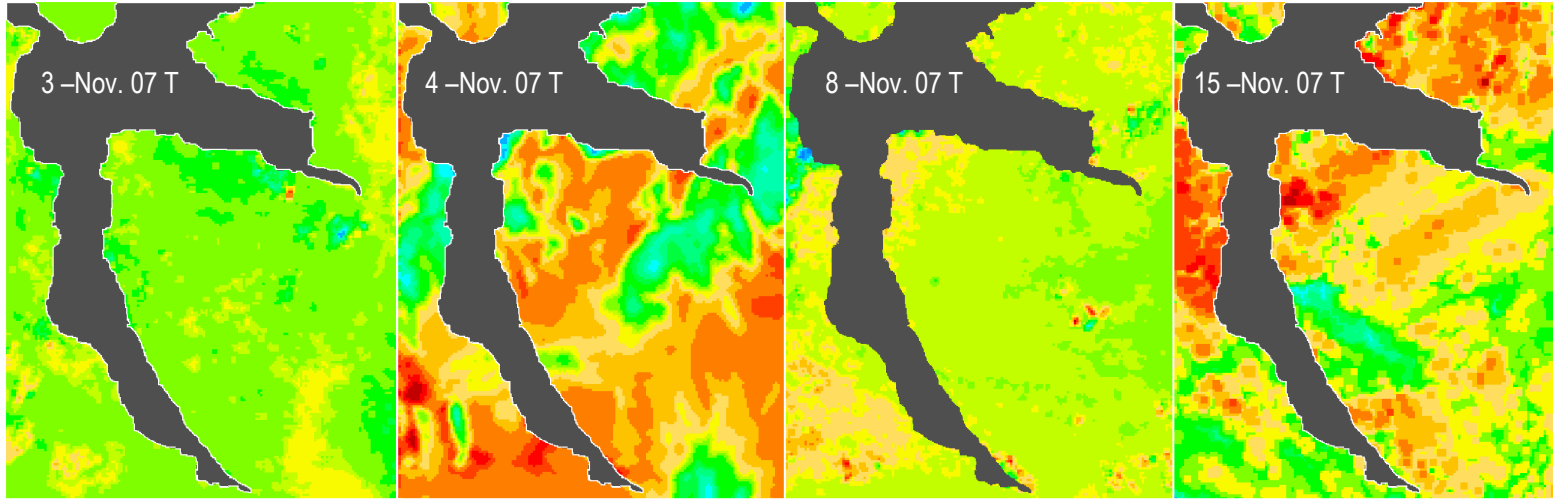 3 –Nov. 07 T
4 –Nov. 07 T
8 –Nov. 07 T
15 –Nov. 07 T